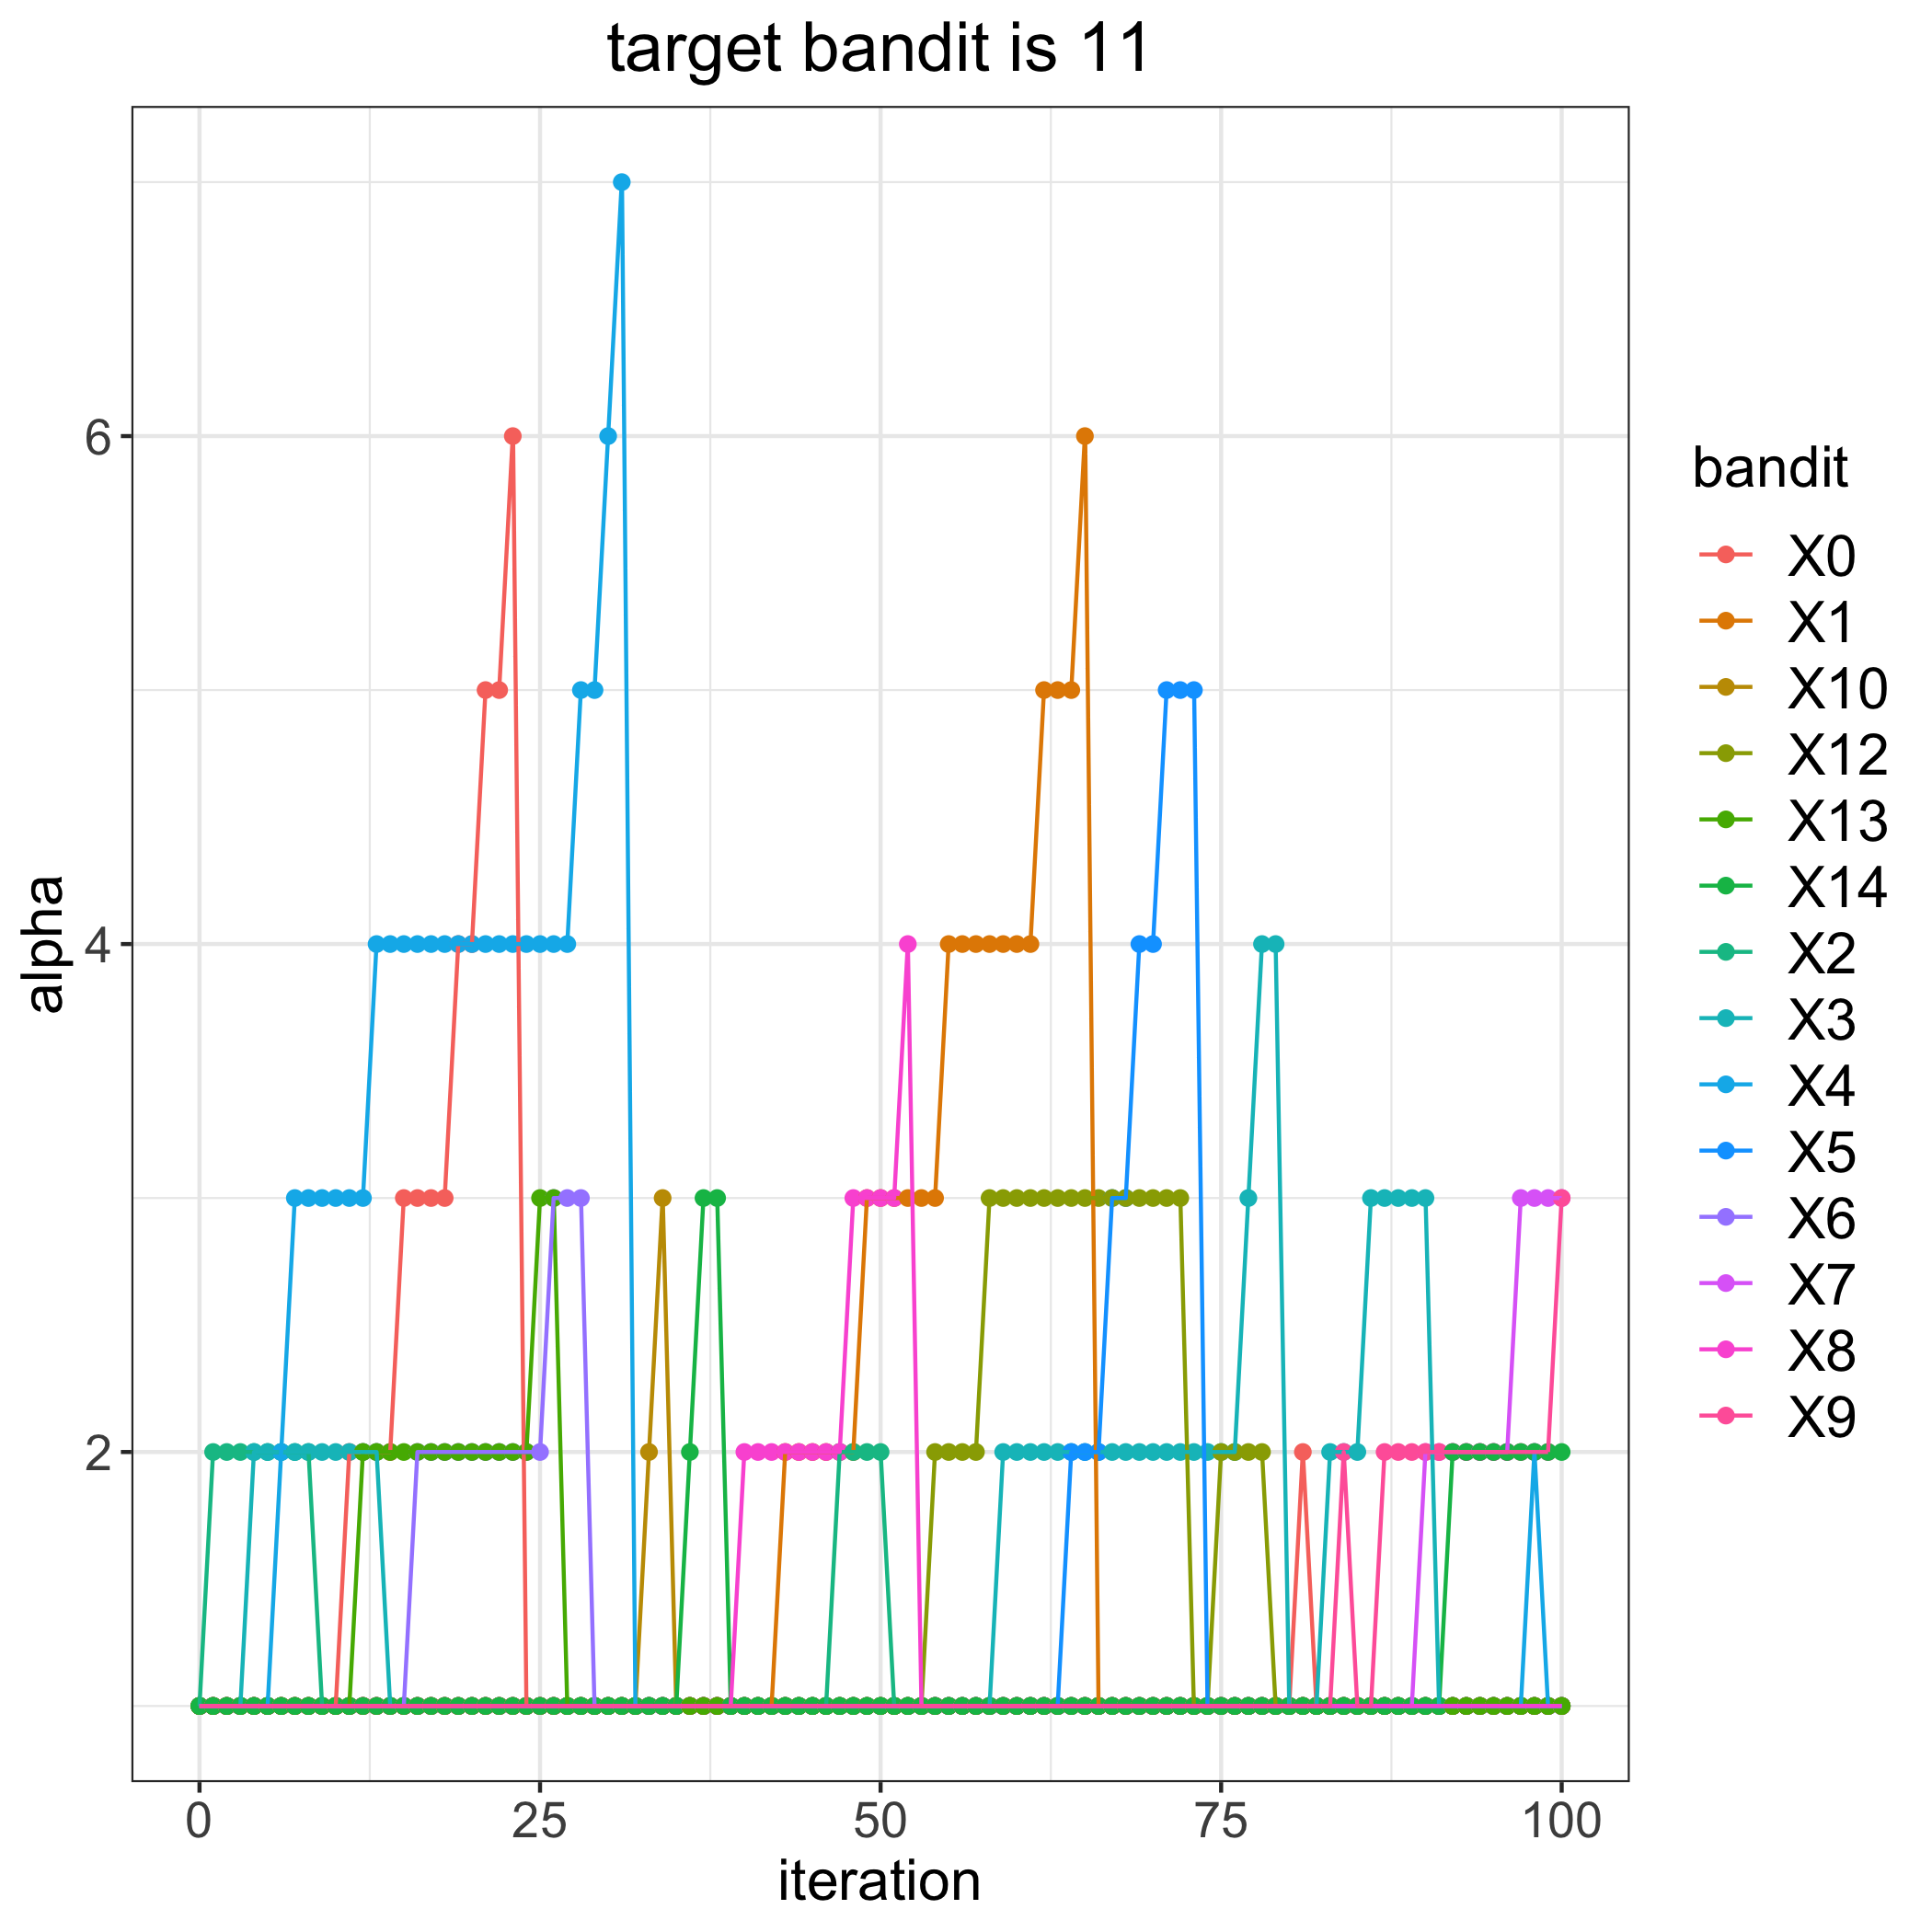 target bandit is 11
alpha
6
4
2
0 25 50 75 100
iteration
bandit
X0
X1
X10
X12
X13
X14
X2
X3
X4
X5
X6
X7
X8
X9